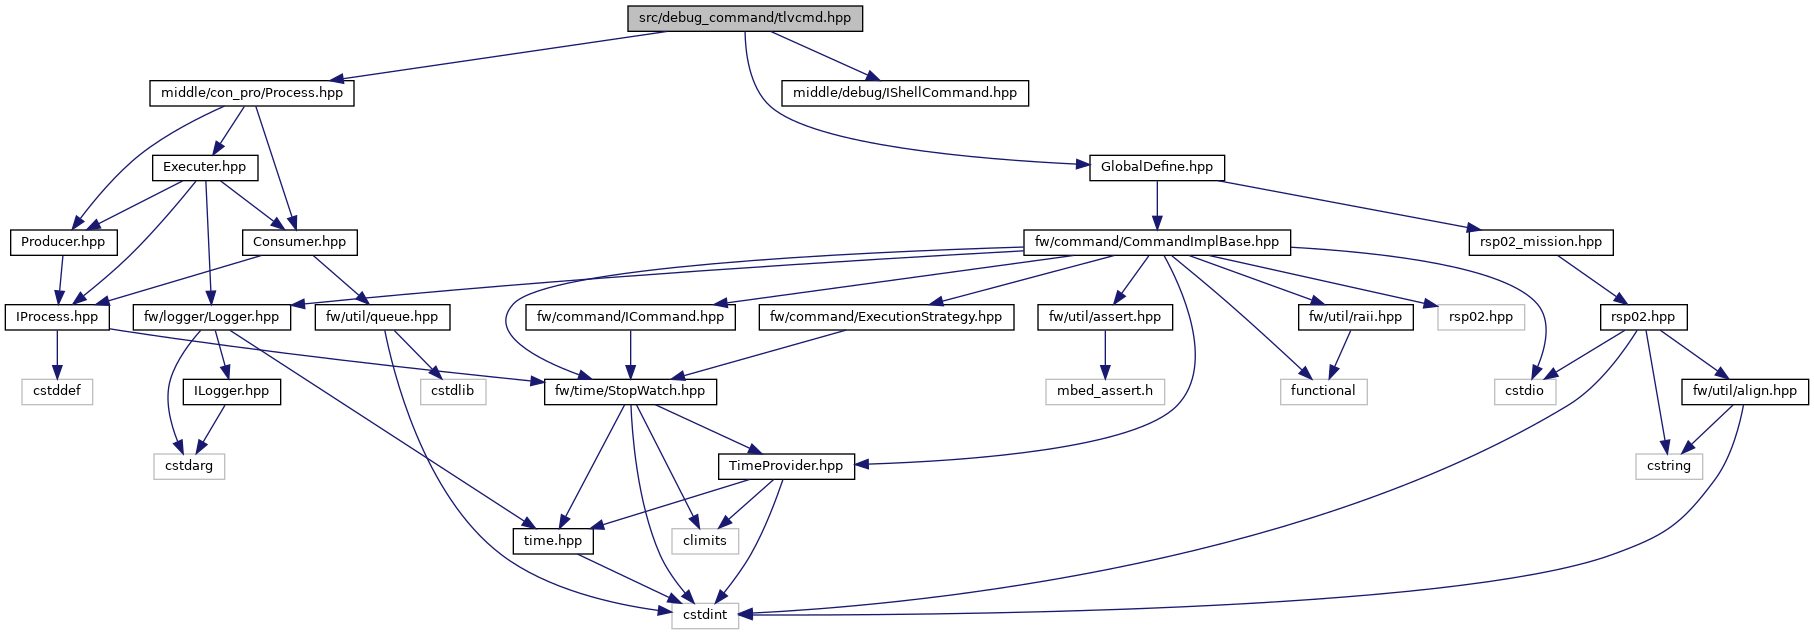 src/debug_command/tlvcmd.hpp
middle/con_pro/Process.hpp
middle/debug/IShellCommand.hpp
Executer.hpp
GlobalDefine.hpp
Producer.hpp
Consumer.hpp
fw/command/CommandImplBase.hpp
rsp02_mission.hpp
IProcess.hpp
fw/logger/Logger.hpp
fw/util/queue.hpp
fw/command/ICommand.hpp
fw/command/ExecutionStrategy.hpp
fw/util/assert.hpp
fw/util/raii.hpp
rsp02.hpp
rsp02.hpp
cstddef
ILogger.hpp
cstdlib
fw/time/StopWatch.hpp
mbed_assert.h
functional
cstdio
fw/util/align.hpp
cstdarg
TimeProvider.hpp
cstring
time.hpp
climits
cstdint